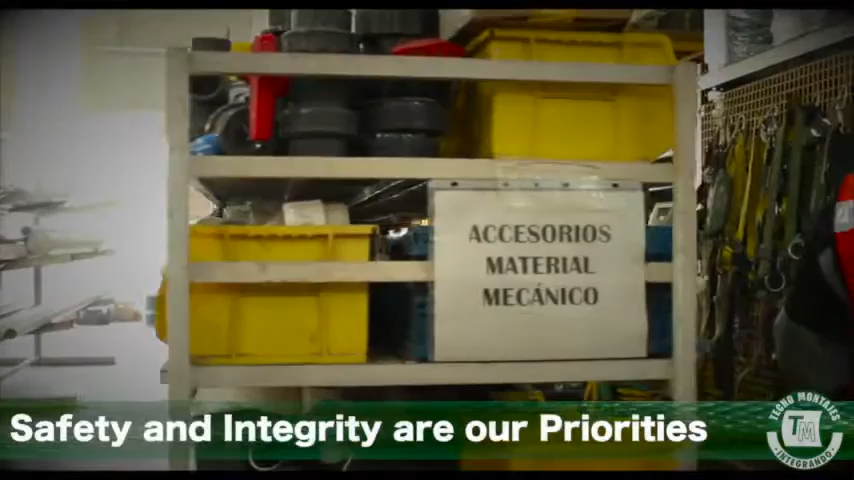 ACCESORIOS
MATERIAL
MECÁNICO
Safety and Integrity are our Priorities
TECNO MONTAJES
TM
INTEGRANDO